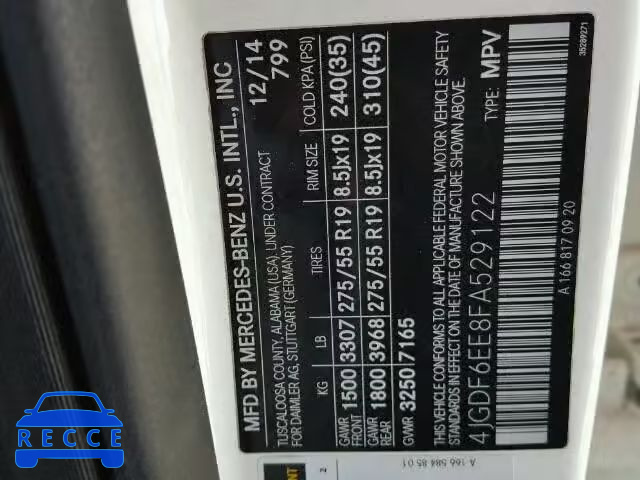 MFD BY MERCEDES-BENZ U.S. INTL., INC
TUSCALOOSA COUNTY, ALABAMA (USA), UNDER CONTRACT
FOR DAIMLER AG, STUTTGART (GERMANY)
12/14
799
KG LB TIRES RIM SIZE COLD KPA (PSI)
GAWR FRONT 1500 3307 275/55 R19 8.5Jx19 240(35)
GAWR REAR 1800 3968 275/55 R19 8.5Jx19 310(45)
GVWR 3250 7165
THIS VEHICLE CONFORMS TO ALL APPLICABLE FEDERAL MOTOR VEHICLE SAFETY
STANDARDS IN EFFECT ON THE DATE OF MANUFACTURE SHOWN ABOVE.
4JGDF6EE8FA529122 TYPE: MPV
A 166 817 09 20
35289271
A 166 584 85 01
2
RECCE